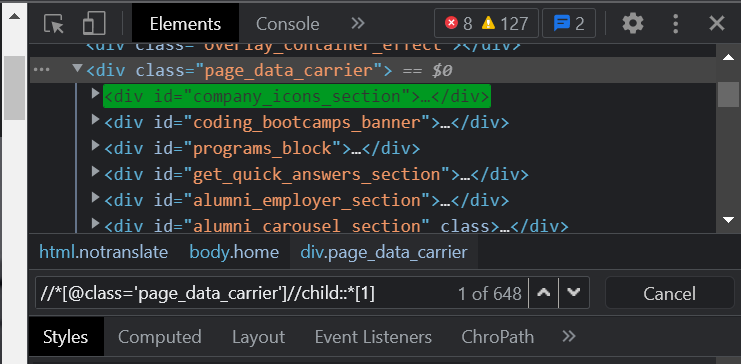 Elements Console » 8 127 2
<div class="overlay_container_effect"></div>
… <div class="page_data_carrier"> == $0
<div id="company_icons_section">…</div>
<div id="coding_bootcamps_banner">…</div>
<div id="programs_block">…</div>
<div id="get_quick_answers_section">…</div>
<div id="alumni_employer_section">…</div>
<div id="alumni_carousel_section" class>…</div>
html.notranslate body.home div.page_data_carrier
//*[@class='page_data_carrier']//child::*[1] 1 of 648 Cancel
Styles Computed Layout Event Listeners ChroPath »